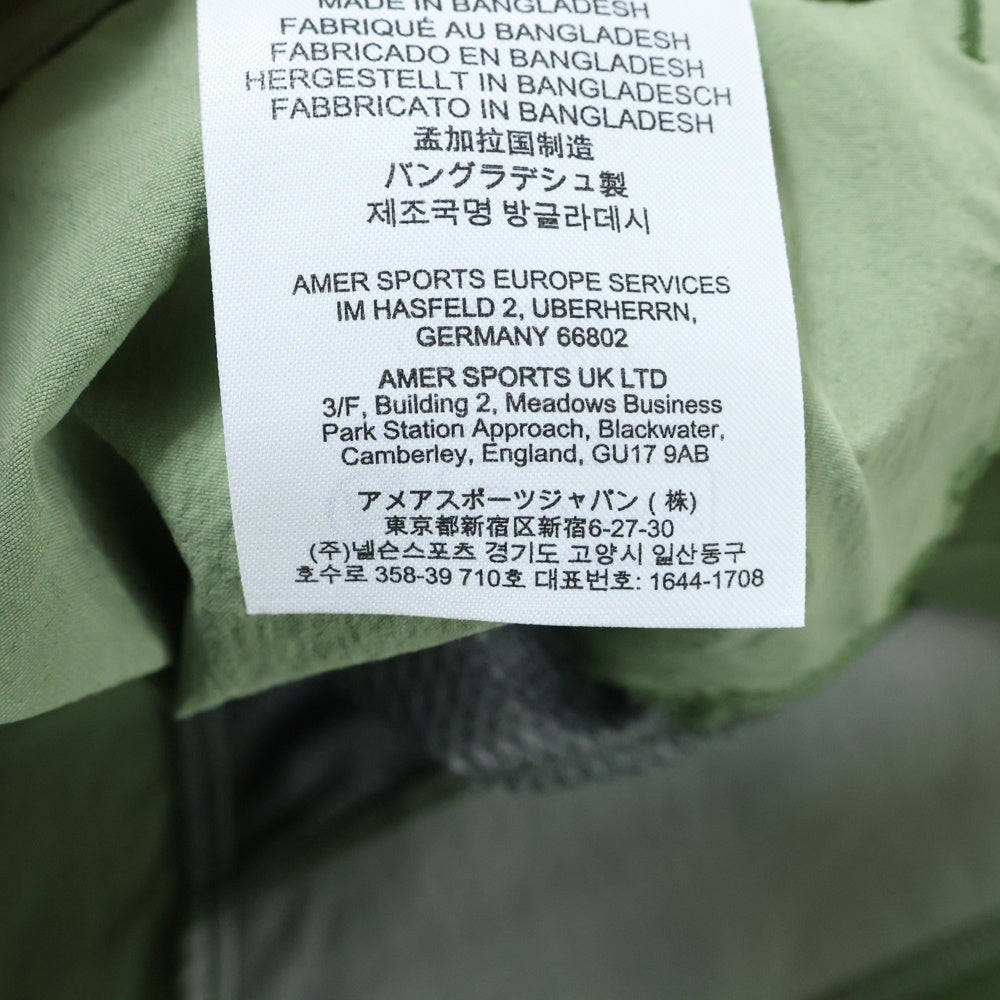 MADE IN BANGLADESH
FABRIQUÉ AU BANGLADESH
FABRICADO EN BANGLADESH
HERGESTELLT IN BANGLADESCH
FABBRICATO IN BANGLADESH
孟加拉国制造
バングラデシュ製
제조국명 방글라데시
AMER SPORTS EUROPE SERVICES
IM HASFELD 2, UBERHERRN,
GERMANY 66802
AMER SPORTS UK LTD
3/F, Building 2, Meadows Business
Park Station Approach, Blackwater,
Camberley, England, GU17 9AB
アメアスポーツジャパン ( 株)
東京都新宿区新宿6-27-30
(주)넬슨스포츠 경기도 고양시 일산동구
호수로 358-39 710호 대표번호: 1644-1708